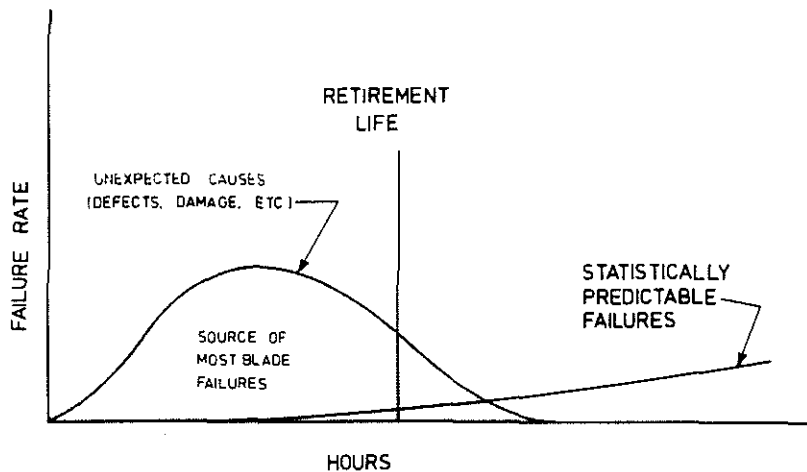 RETIREMENT
LIFE
UNEXPECTED CAUSES
(DEFECTS, DAMAGE, ETC)
FAILURE RATE
STATISTICALLY
PREDICTABLE
FAILURES
SOURCE OF
MOST BLADE
FAILURES
HOURS